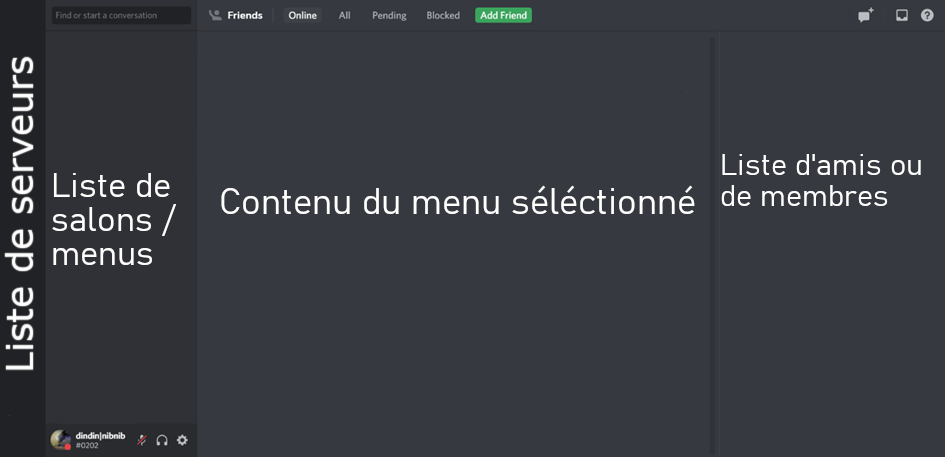 Find or start a conversation
Friends
Online
All
Pending
Blocked
Add Friend
Liste de serveurs
Liste de
salons /
menus
Contenu du menu séléctionné
Liste d'amis ou
de membres
dindin|nibnib
#0202